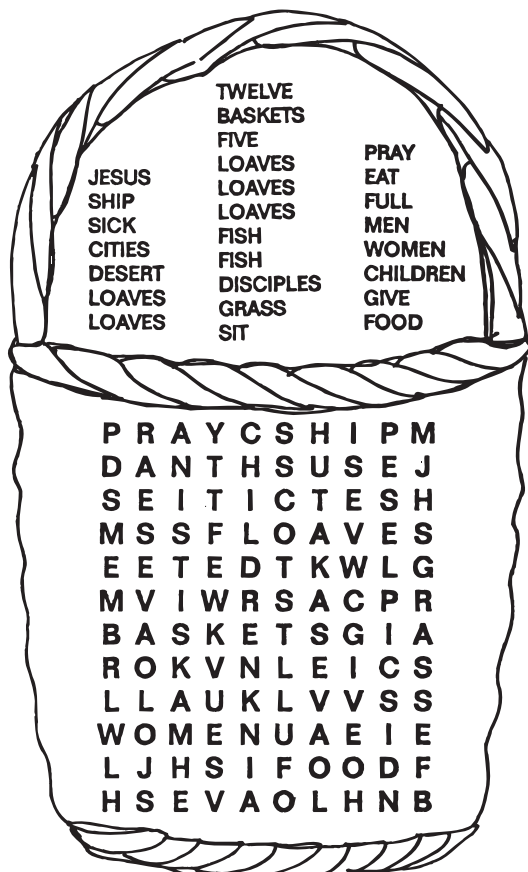 JESUS
SHIP
SICK
CITIES
DESERT
LOAVES
LOAVES
TWELVE
BASKETS
FIVE
LOAVES
LOAVES
LOAVES
FISH
FISH
DISCIPLES
GRASS
SIT
PRAY
EAT
FULL
MEN
WOMEN
CHILDREN
GIVE
FOOD
P R A Y C S H I P M
D A N T H S U S E J
S E I T I C T E S H
M S S F L O A V E S
E E T E D T K W L G
M V I W R S A C P R
B A S K E T S G I A
R O K V N L E I C S
L L A U K L V V S S
W O M E N U A E I E
L J H S I F O O D F
H S E V A O L H N B